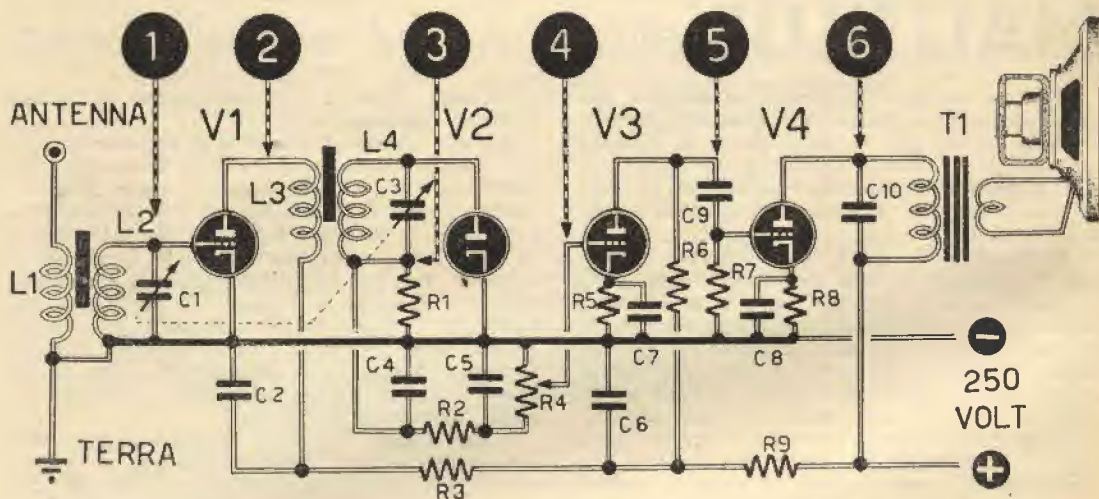 1 2 3 4 5 6
ANTENNA V1 L4 V2 V3 V4 T1
L1 L2 C1 L3 C3 R1 R5 C7 R6 C9 R7 C8 R8 C10
C2 C4 R2 C5 R4 C6
−
250
VOLT
+
TERRA R3 R9